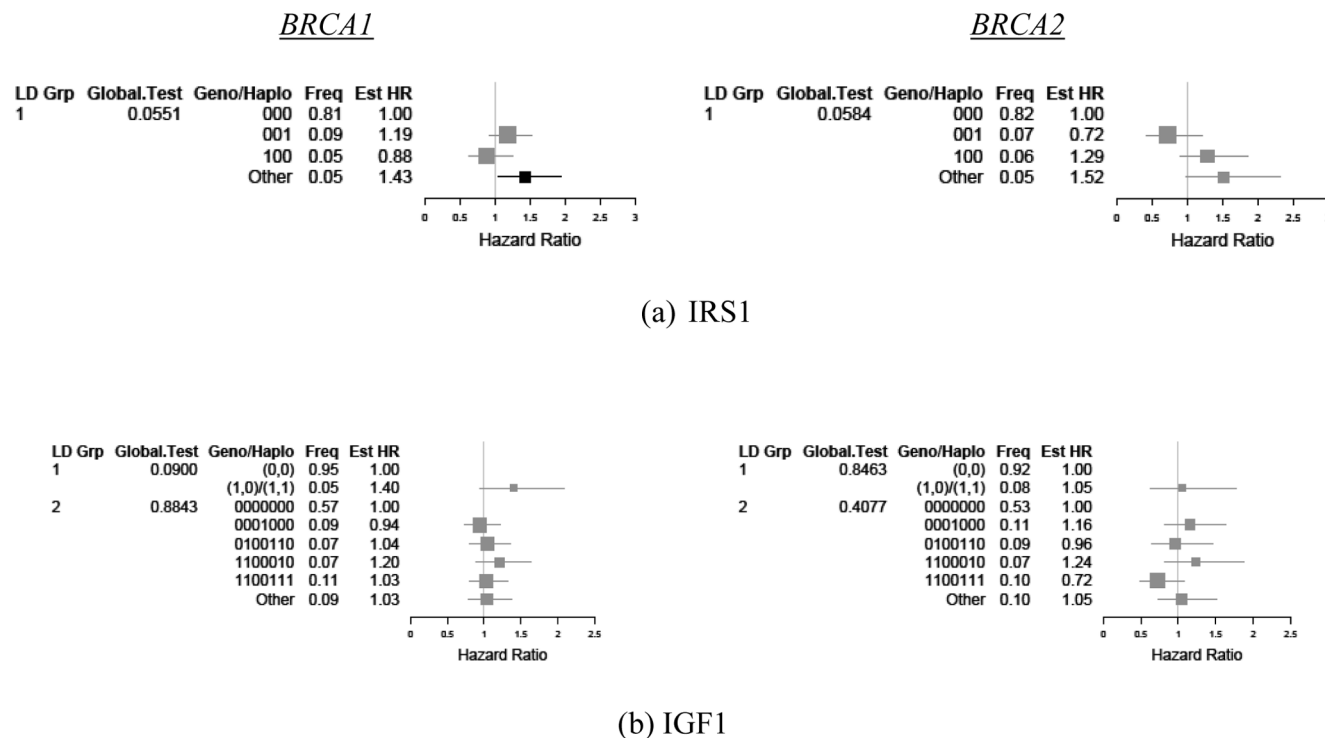 BRCA1
BRCA2
LD Grp Global.Test Geno/Haplo Freq Est HR
1 0.0551 000 0.81 1.00
001 0.09 1.19
100 0.05 0.88
Other 0.05 1.43
0 0.5 1 1.5 2 2.5 3
Hazard Ratio
LD Grp Global.Test Geno/Haplo Freq Est HR
1 0.0584 000 0.82 1.00
001 0.07 0.72
100 0.06 1.29
Other 0.05 1.52
0 0.5 1 1.5 2 2.5
Hazard Ratio
(a) IRS1
LD Grp Global.Test Geno/Haplo Freq Est HR
1 0.0900 (0,0) 0.95 1.00
(1,0)/(1,1) 0.05 1.40
2 0.8843 0000000 0.57 1.00
0001000 0.09 0.94
0100110 0.07 1.04
1100010 0.07 1.20
1100111 0.11 1.03
Other 0.09 1.03
0 0.5 1 1.5 2 2.5
Hazard Ratio
LD Grp Global.Test Geno/Haplo Freq Est HR
1 0.8463 (0,0) 0.92 1.00
(1,0)/(1,1) 0.08 1.05
2 0.4077 0000000 0.53 1.00
0001000 0.11 1.16
0100110 0.09 0.96
1100010 0.07 1.24
1100111 0.10 0.72
Other 0.10 1.05
0 0.5 1 1.5 2 2.5
Hazard Ratio
(b) IGF1